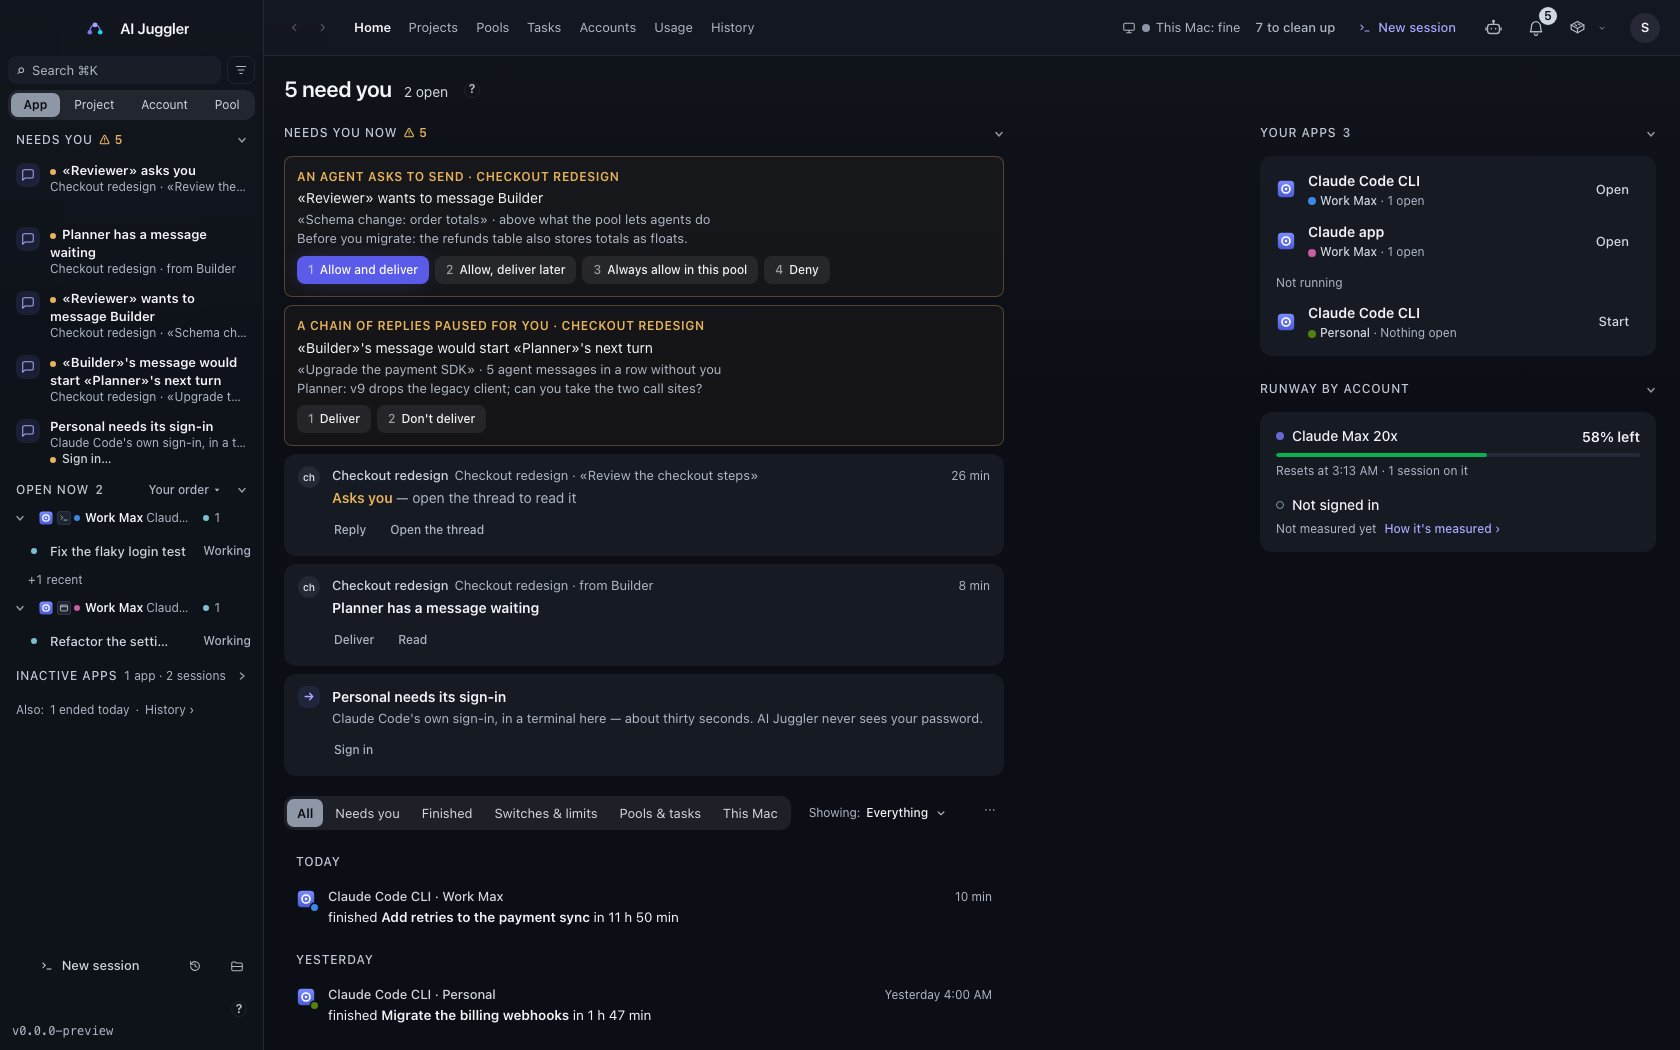 AI Juggler
Search ⌘K
App Project Account Pool
NEEDS YOU 5
«Reviewer» asks you
Checkout redesign · «Review the...
Planner has a message
waiting
Checkout redesign · from Builder
«Reviewer» wants to
message Builder
Checkout redesign · «Schema ch...
«Builder»'s message would
start «Planner»'s next turn
Checkout redesign · «Upgrade t...
Personal needs its sign-in
Claude Code's own sign-in, in a t...
Sign in...
OPEN NOW 2 Your order
Work Max Claud... 1
Fix the flaky login test Working
+1 recent
Work Max Claud... 1
Refactor the setti... Working
INACTIVE APPS 1 app · 2 sessions
Also: 1 ended today · History ›
New session
?
v0.0.0-preview
Home Projects Pools Tasks Accounts Usage History
This Mac: fine 7 to clean up New session 5 S
5 need you 2 open ?
NEEDS YOU NOW 5
AN AGENT ASKS TO SEND · CHECKOUT REDESIGN
«Reviewer» wants to message Builder
«Schema change: order totals» · above what the pool lets agents do
Before you migrate: the refunds table also stores totals as floats.
1 Allow and deliver 2 Allow, deliver later 3 Always allow in this pool 4 Deny
A CHAIN OF REPLIES PAUSED FOR YOU · CHECKOUT REDESIGN
«Builder»'s message would start «Planner»'s next turn
«Upgrade the payment SDK» · 5 agent messages in a row without you
Planner: v9 drops the legacy client; can you take the two call sites?
1 Deliver 2 Don't deliver
ch Checkout redesign Checkout redesign · «Review the checkout steps» 26 min
Asks you — open the thread to read it
Reply Open the thread
ch Checkout redesign Checkout redesign · from Builder 8 min
Planner has a message waiting
Deliver Read
Personal needs its sign-in
Claude Code's own sign-in, in a terminal here — about thirty seconds. AI Juggler never sees your password.
Sign in
All Needs you Finished Switches & limits Pools & tasks This Mac Showing: Everything ...
TODAY
Claude Code CLI · Work Max 10 min
finished Add retries to the payment sync in 11 h 50 min
YESTERDAY
Claude Code CLI · Personal Yesterday 4:00 AM
finished Migrate the billing webhooks in 1 h 47 min
YOUR APPS 3
Claude Code CLI
Work Max · 1 open
Open
Claude app
Work Max · 1 open
Open
Not running
Claude Code CLI
Personal · Nothing open
Start
RUNWAY BY ACCOUNT
Claude Max 20x 58% left
Resets at 3:13 AM · 1 session on it
Not signed in
Not measured yet How it's measured ›